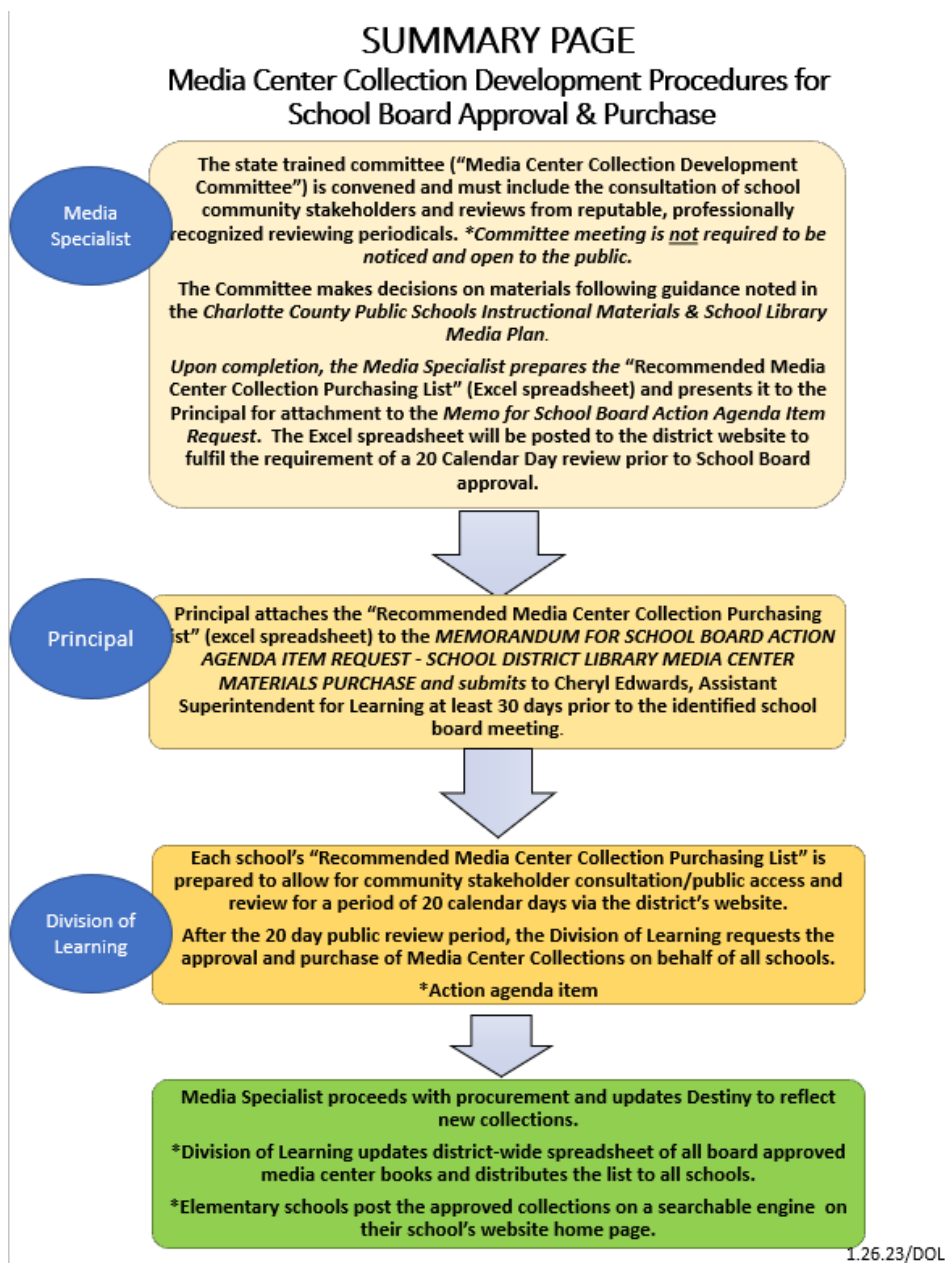 SUMMARY PAGE
Media Center Collection Development Procedures for
School Board Approval & Purchase
Media
Specialist
The state trained committee ("Media Center Collection Development
Committee") is convened and must include the consultation of school
community stakeholders and reviews from reputable, professionally
recognized reviewing periodicals. *Committee meeting is not required to be
noticed and open to the public.
The Committee makes decisions on materials following guidance noted in
the Charlotte County Public Schools Instructional Materials & School Library
Media Plan.
Upon completion, the Media Specialist prepares the "Recommended Media
Center Collection Purchasing List" (Excel spreadsheet) and presents it to the
Principal for attachment to the Memo for School Board Action Agenda Item
Request. The Excel spreadsheet will be posted to the district website to
fulfil the requirement of a 20 Calendar Day review prior to School Board
approval.
Principal
Principal attaches the "Recommended Media Center Collection Purchasing
ist" (excel spreadsheet) to the MEMORANDUM FOR SCHOOL BOARD ACTION
AGENDA ITEM REQUEST - SCHOOL DISTRICT LIBRARY MEDIA CENTER
MATERIALS PURCHASE and submits to Cheryl Edwards, Assistant
Superintendent for Learning at least 30 days prior to the identified school
board meeting.
Division of
Learning
Each school's "Recommended Media Center Collection Purchasing List" is
prepared to allow for community stakeholder consultation/public access and
review for a period of 20 calendar days via the district's website.
After the 20 day public review period, the Division of Learning requests the
approval and purchase of Media Center Collections on behalf of all schools.
*Action agenda item
Media Specialist proceeds with procurement and updates Destiny to reflect
new collections.
*Division of Learning updates district-wide spreadsheet of all board approved
media center books and distributes the list to all schools.
*Elementary schools post the approved collections on a searchable engine on
their school's website home page.
1.26.23/DOL